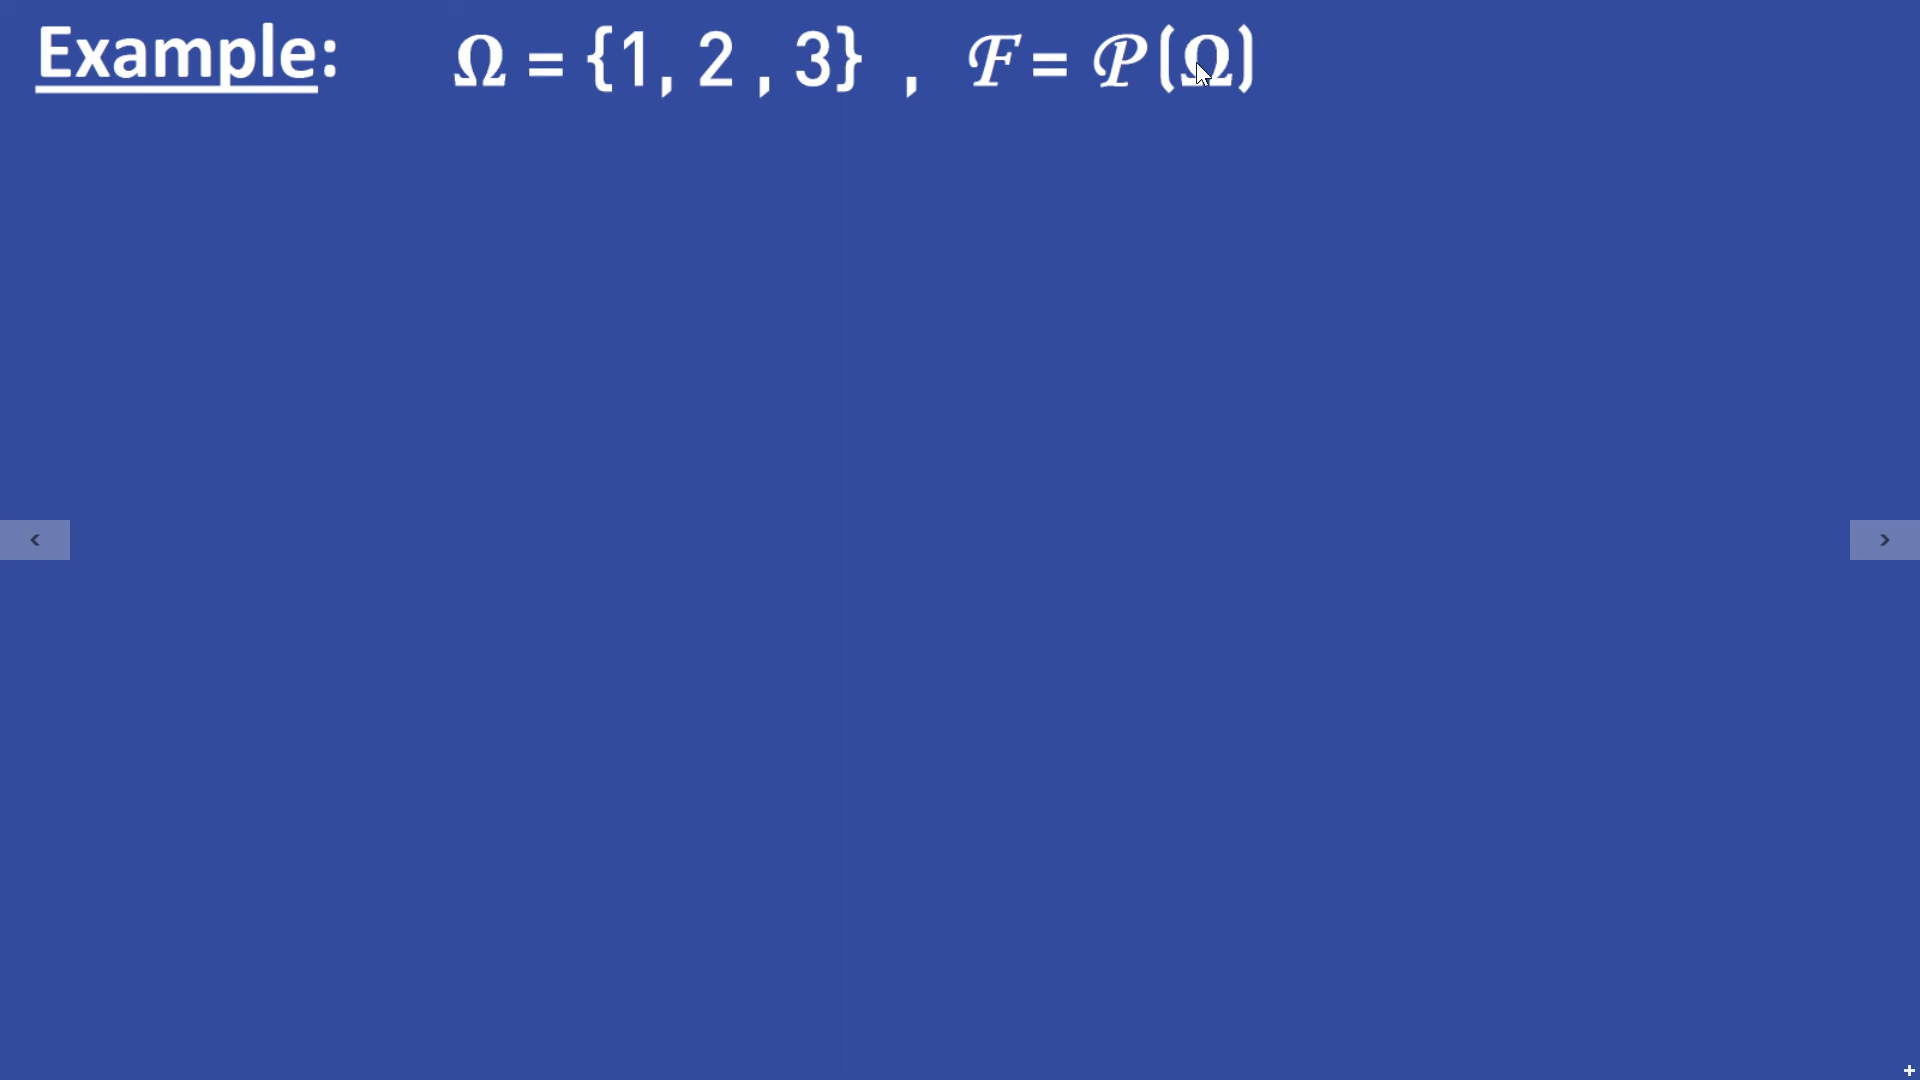 Example: Ω = {1, 2 , 3} , ℱ = 𝒫(Ω)
< >
+